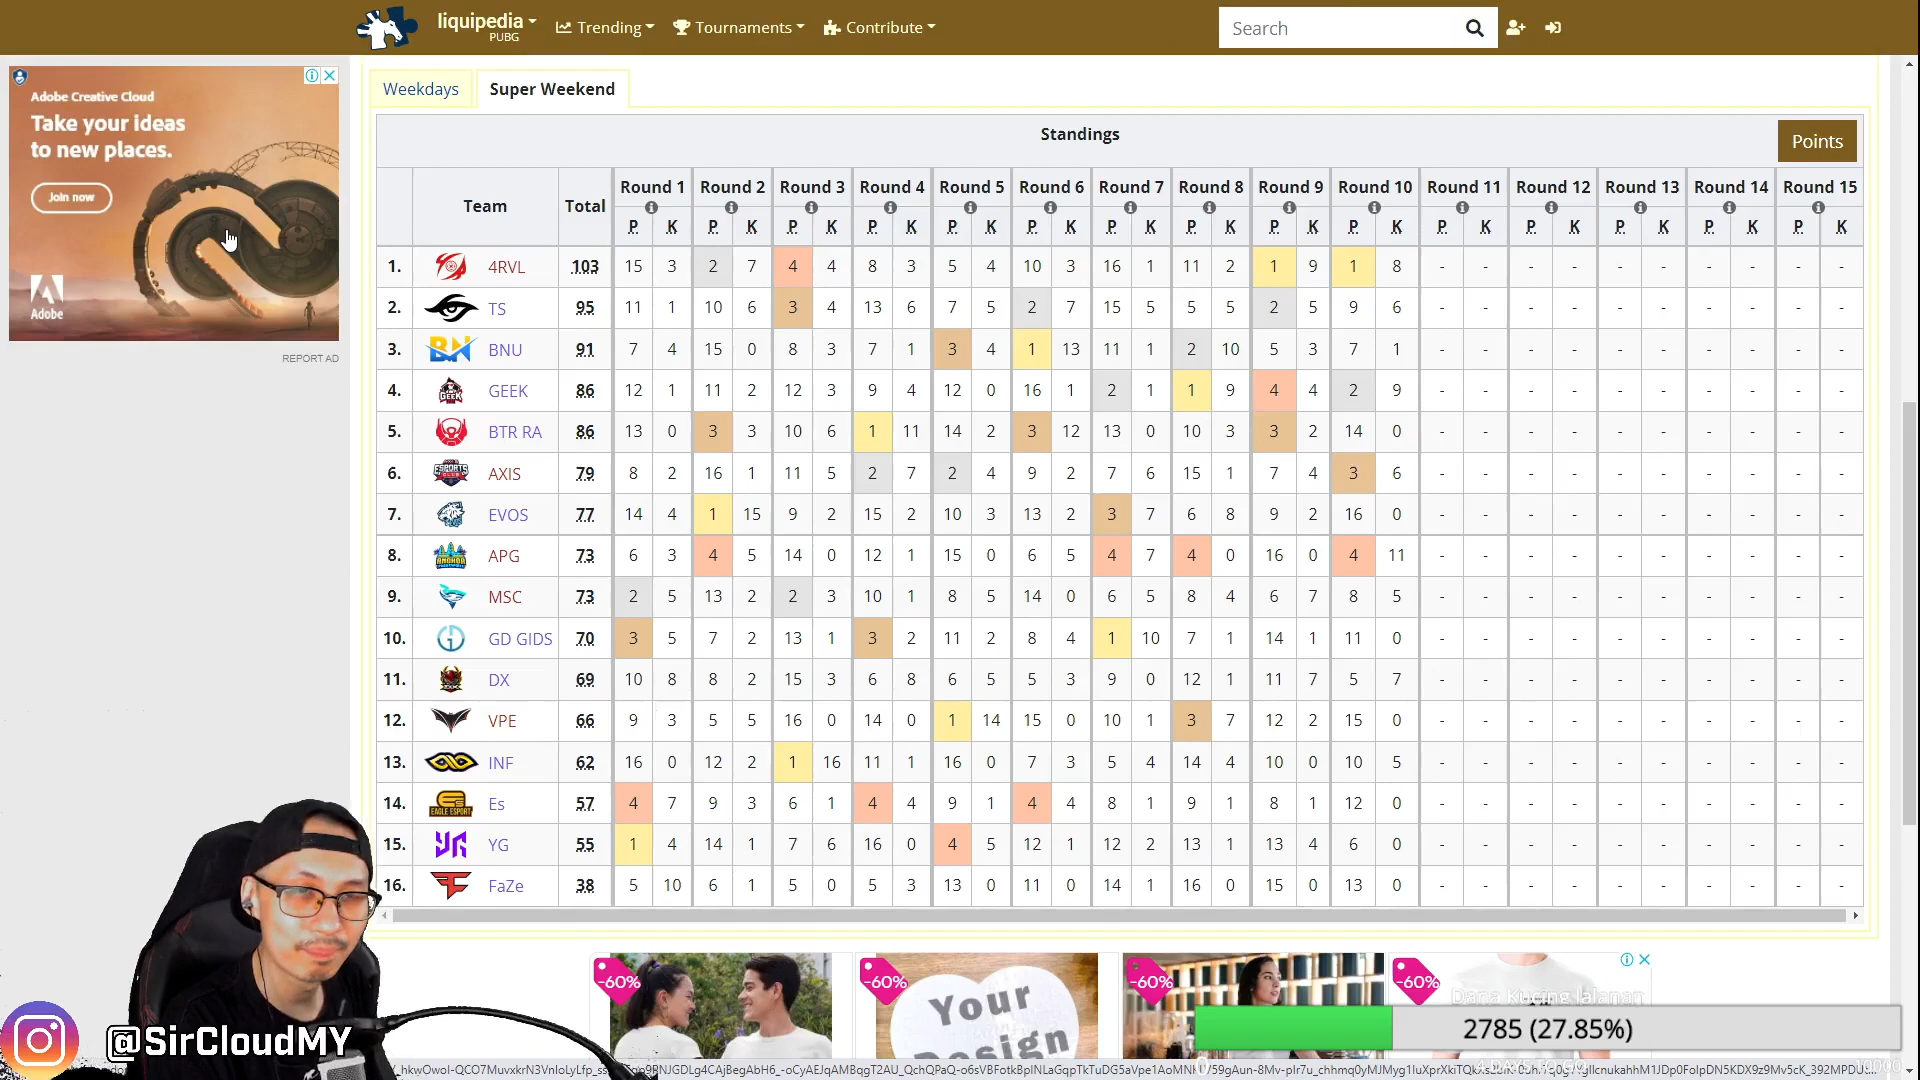 liquipedia
PUBG
Trending
Tournaments
Contribute
Search
Adobe Creative Cloud
Take your ideas
to new places.
Join now
Adobe
REPORT AD
Weekdays
Super Weekend
Standings
Points
Team Total Round 1 Round 2 Round 3 Round 4 Round 5 Round 6 Round 7 Round 8 Round 9 Round 10 Round 11 Round 12 Round 13 Round 14 Round 15
P K P K P K P K P K P K P K P K P K P K P K P K P K P K P K
1. 4RVL 103 15 3 2 7 4 4 8 3 5 4 10 3 16 1 11 2 1 9 1 8 - - - - - - - - - -
2. TS 95 11 1 10 6 3 4 13 6 7 5 2 7 15 5 5 5 2 5 9 6 - - - - - - - - - -
3. BNU 91 7 4 15 0 8 3 7 1 3 4 1 13 11 1 2 10 5 3 7 1 - - - - - - - - - -
4. GEEK 86 12 1 11 2 12 3 9 4 12 0 16 1 2 1 1 9 4 4 2 9 - - - - - - - - - -
5. BTR RA 86 13 0 3 3 10 6 1 11 14 2 3 12 13 0 10 3 3 2 14 0 - - - - - - - - - -
6. AXIS 79 8 2 16 1 11 5 2 7 2 4 9 2 7 6 15 1 7 4 3 6 - - - - - - - - - -
7. EVOS 77 14 4 1 15 9 2 15 2 10 3 13 2 3 7 6 8 9 2 16 0 - - - - - - - - - -
8. APG 73 6 3 4 5 14 0 12 1 15 0 6 5 4 7 4 0 16 0 4 11 - - - - - - - - - -
9. MSC 73 2 5 13 2 2 3 10 1 8 5 14 0 6 5 8 4 6 7 8 5 - - - - - - - - - -
10. GD GIDS 70 3 5 7 2 13 1 3 2 11 2 8 4 1 10 7 1 14 1 11 0 - - - - - - - - - -
11. DX 69 10 8 8 2 15 3 6 8 6 5 5 3 9 0 12 1 11 7 5 7 - - - - - - - - - -
12. VPE 66 9 3 5 5 16 0 14 0 1 14 15 0 10 1 3 7 12 2 15 0 - - - - - - - - - -
13. INF 62 16 0 12 2 1 16 11 1 16 0 7 3 5 4 14 4 10 0 10 5 - - - - - - - - - -
14. Es 57 4 7 9 3 6 1 4 4 9 1 4 4 8 1 9 1 8 1 12 0 - - - - - - - - - -
15. YG 55 1 4 14 1 7 6 16 0 4 5 12 1 12 2 13 1 13 4 6 0 - - - - - - - - - -
16. FaZe 38 5 10 6 1 5 0 5 3 13 0 11 0 14 1 16 0 15 0 13 0 - - - - - - - - - -
-60% -60% -60% -60%
Your
Design
Dana Kucing Jalanan
2785 (27.85%)
@SirCloudMY